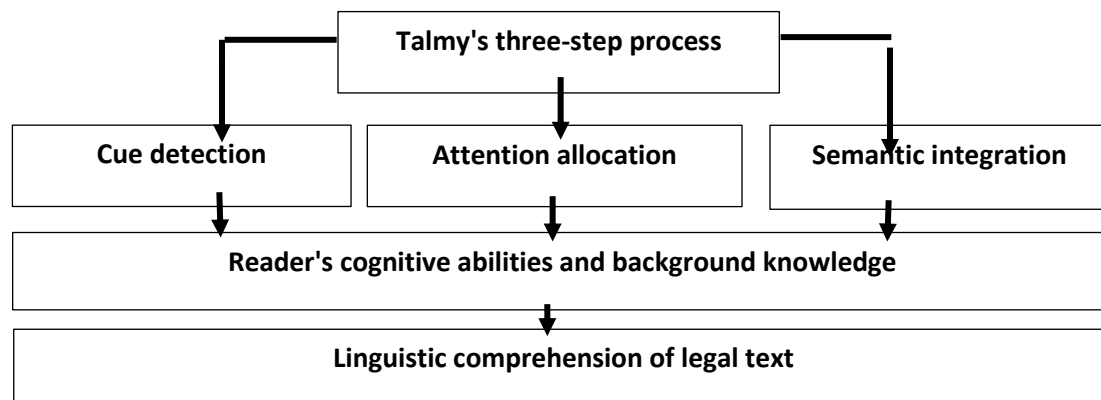 Talmy's three-step process
Cue detection
Attention allocation
Semantic integration
Reader's cognitive abilities and background knowledge
Linguistic comprehension of legal text